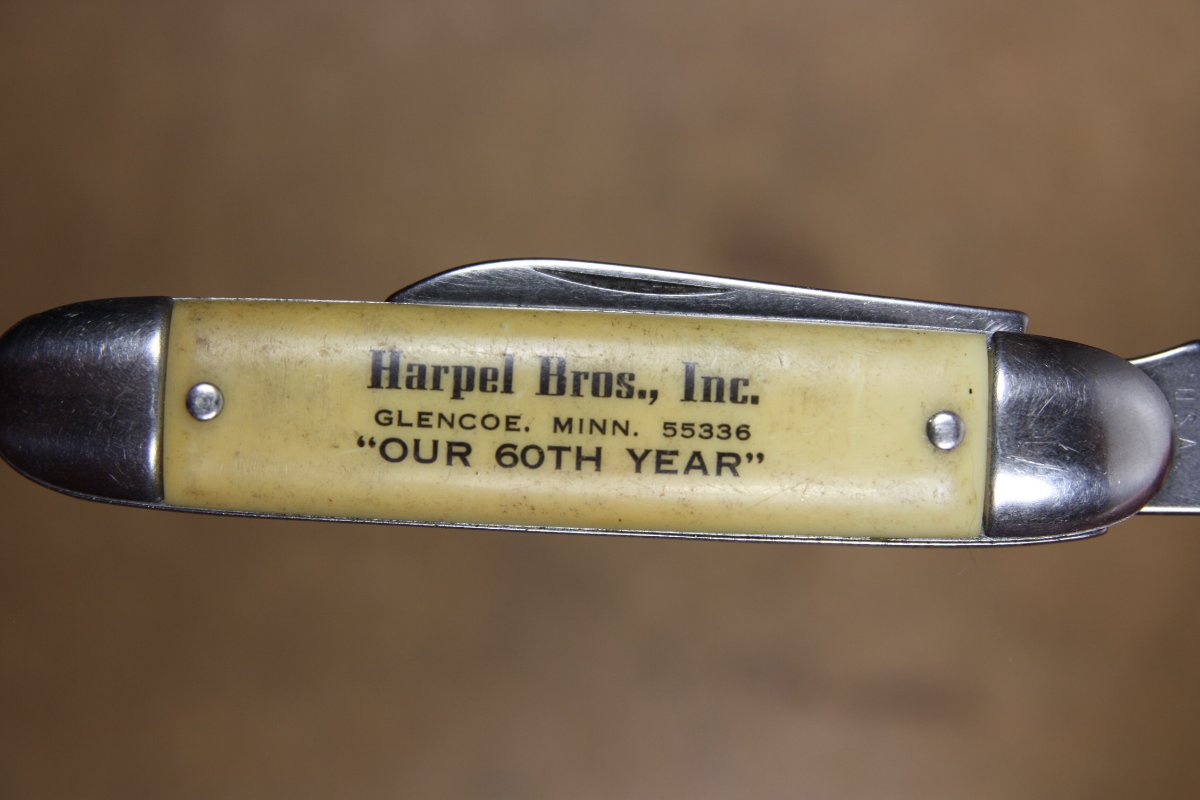 Harpel Bros., Inc.
GLENCOE, MINN. 55336
“OUR 60TH YEAR”